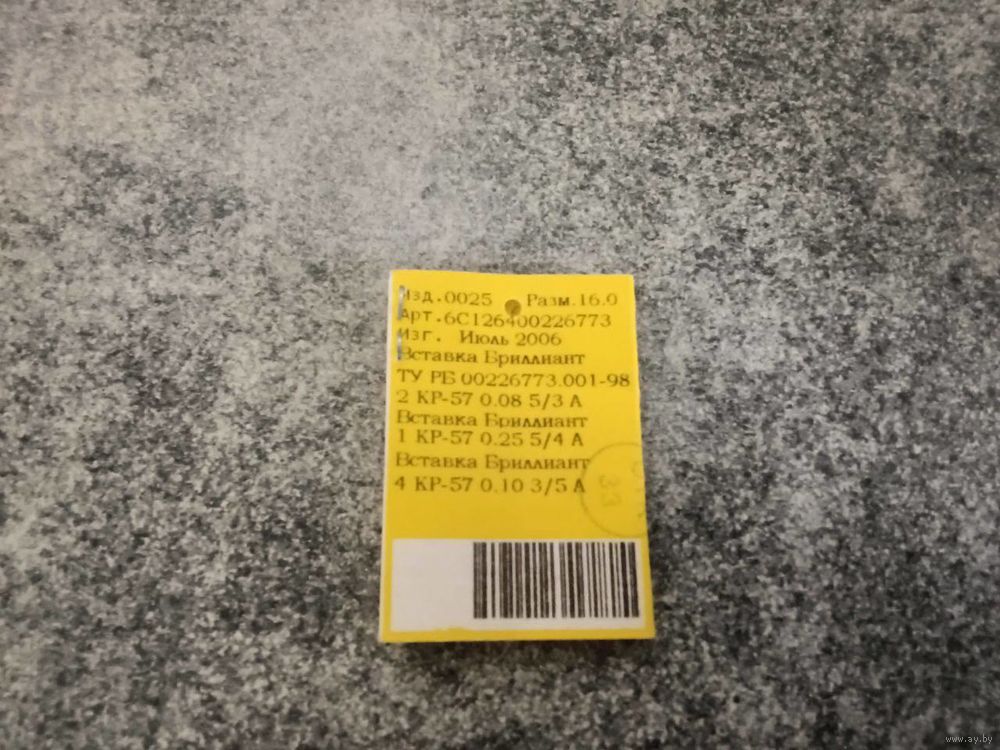 Изд.0025 Разм.16.0
Арт.6С126400226773
Изг. Июль 2006
Вставка Бриллиант
ТУ РБ 00226773.001-98
2 КР-57 0.08 5/3 А
Вставка Бриллиант
1 КР-57 0.25 5/4 А
Вставка Бриллиант
4 КР-57 0.10 3/5 А
33
www.ay.by